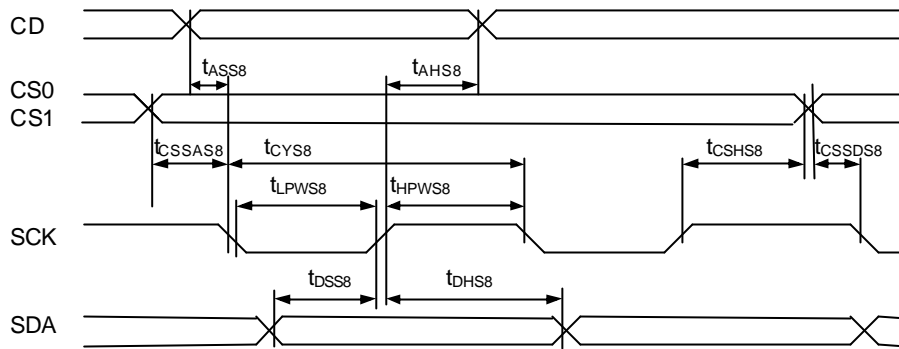 CD
tASS8 tAHS8
CS0
CS1
tCSSAS8 tCYS8 tCSHS8 tCSSDS8
tLPWS8 tHPWS8
SCK
tDSS8 tDHS8
SDA